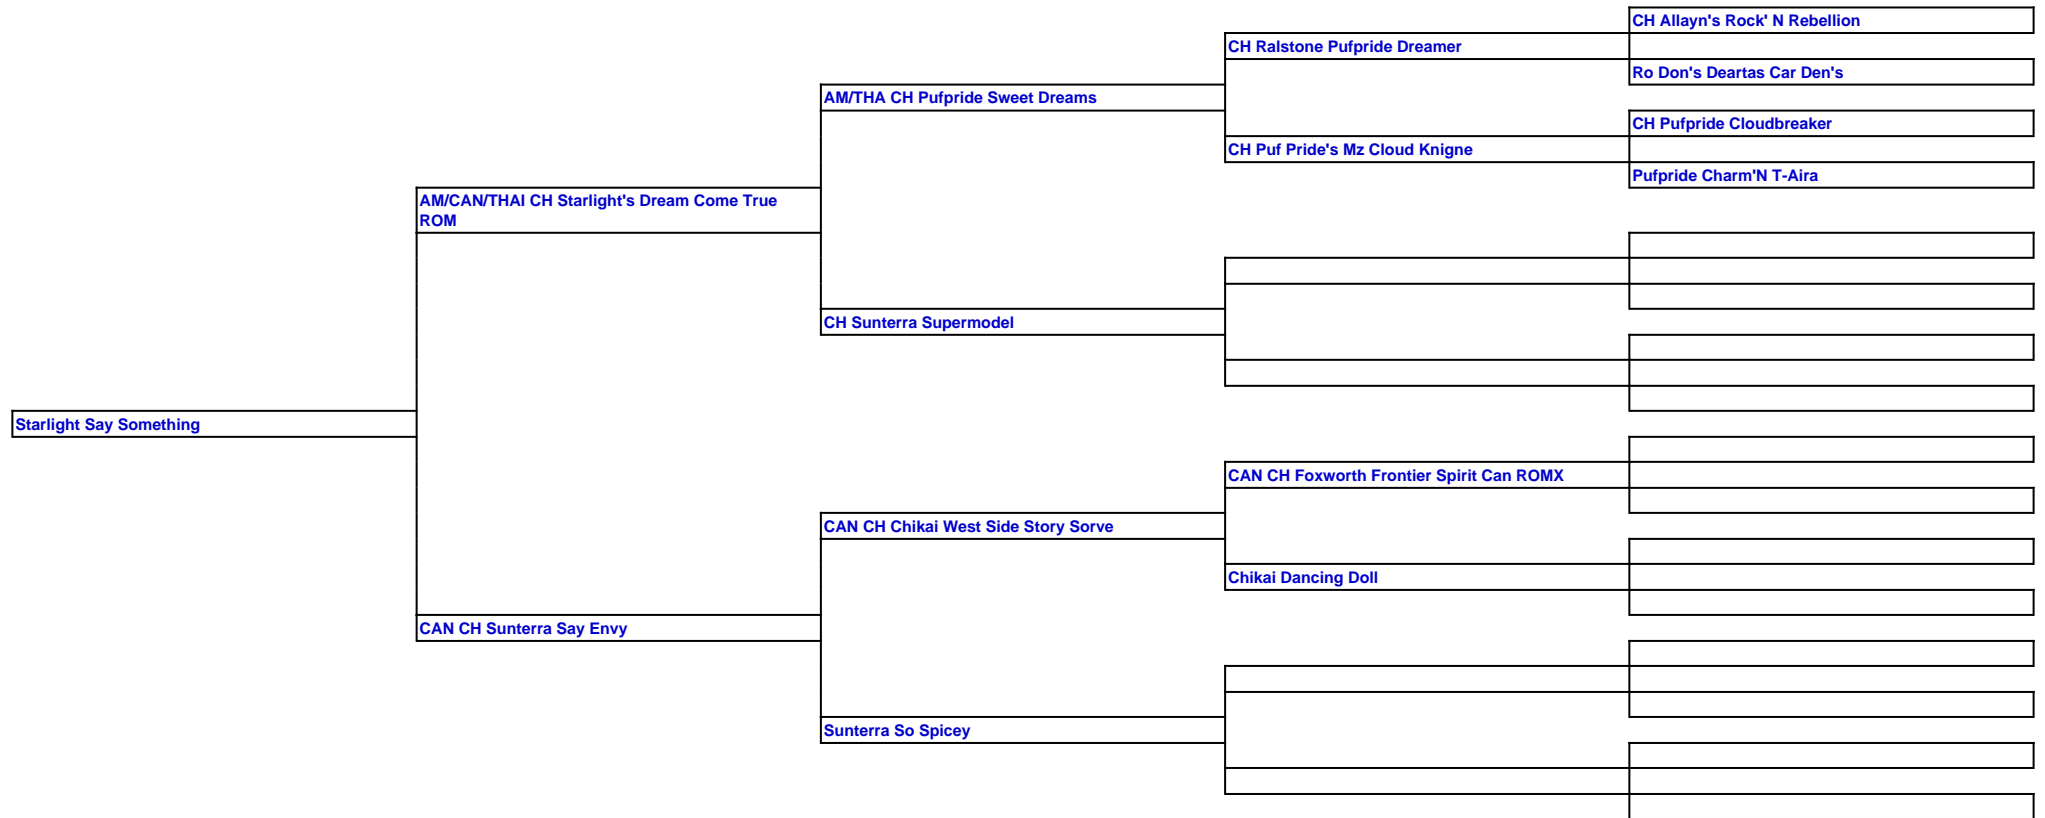 CH Allayn's Rock' N Rebellion
CH Ralstone Pufpride Dreamer
Ro Don's Deartas Car Den's
AM/THA CH Pufpride Sweet Dreams
CH Pufpride Cloudbreaker
CH Puf Pride's Mz Cloud Knigne
Pufpride Charm'N T-Aira
AM/CAN/THAI CH Starlight's Dream Come True
ROM
CH Sunterra Supermodel
Starlight Say Something
CAN CH Foxworth Frontier Spirit Can ROMX
CAN CH Chikai West Side Story Sorve
Chikai Dancing Doll
CAN CH Sunterra Say Envy
Sunterra So Spicey